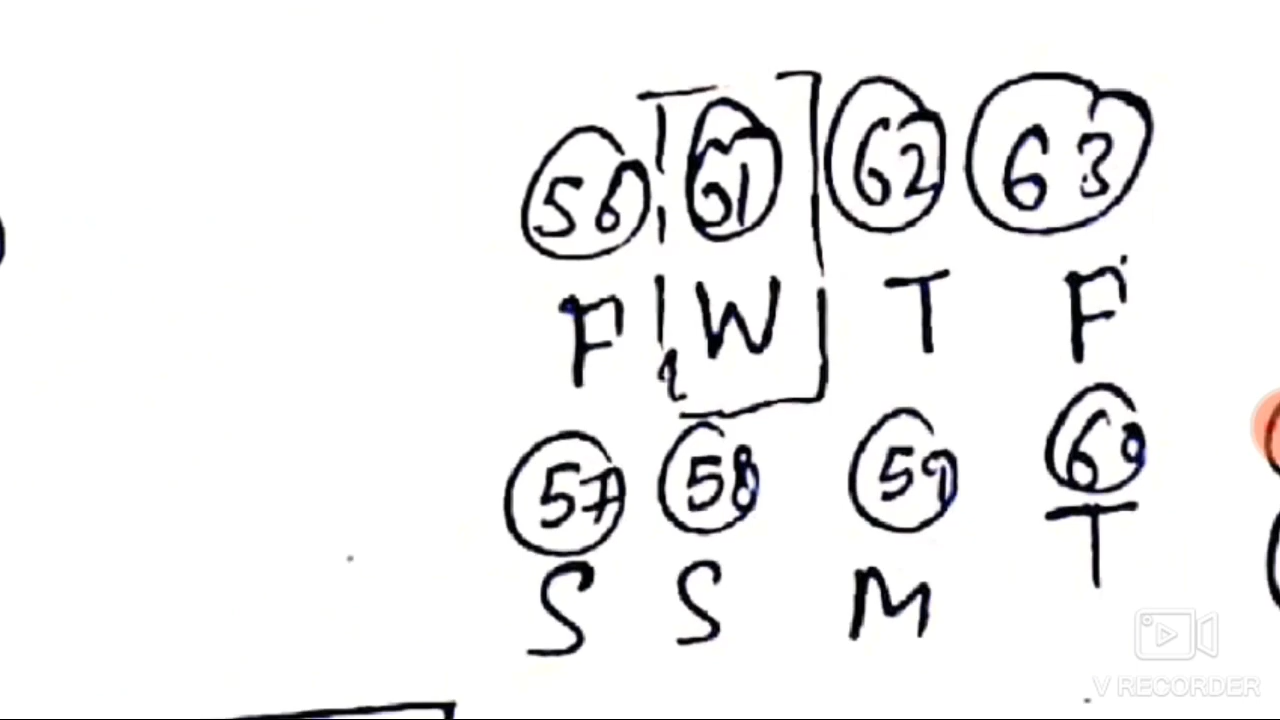 56 61 62 63
F W T F
57 58 59 60
S S M T
V RECORDER